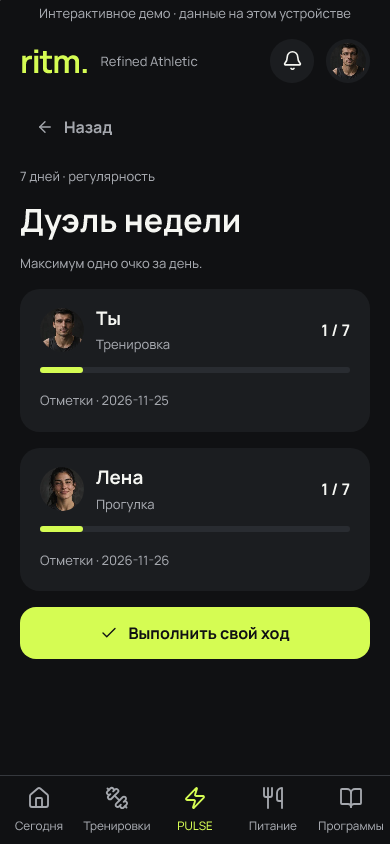 Интерактивное демо · данные на этом устройстве
ritm. Refined Athletic
Назад
7 дней · регулярность
Дуэль недели
Максимум одно очко за день.
Ты
Тренировка
1 / 7
Отметки · 2026-11-25
Лена
Прогулка
1 / 7
Отметки · 2026-11-26
Выполнить свой ход
Сегодня Тренировки PULSE Питание Программы